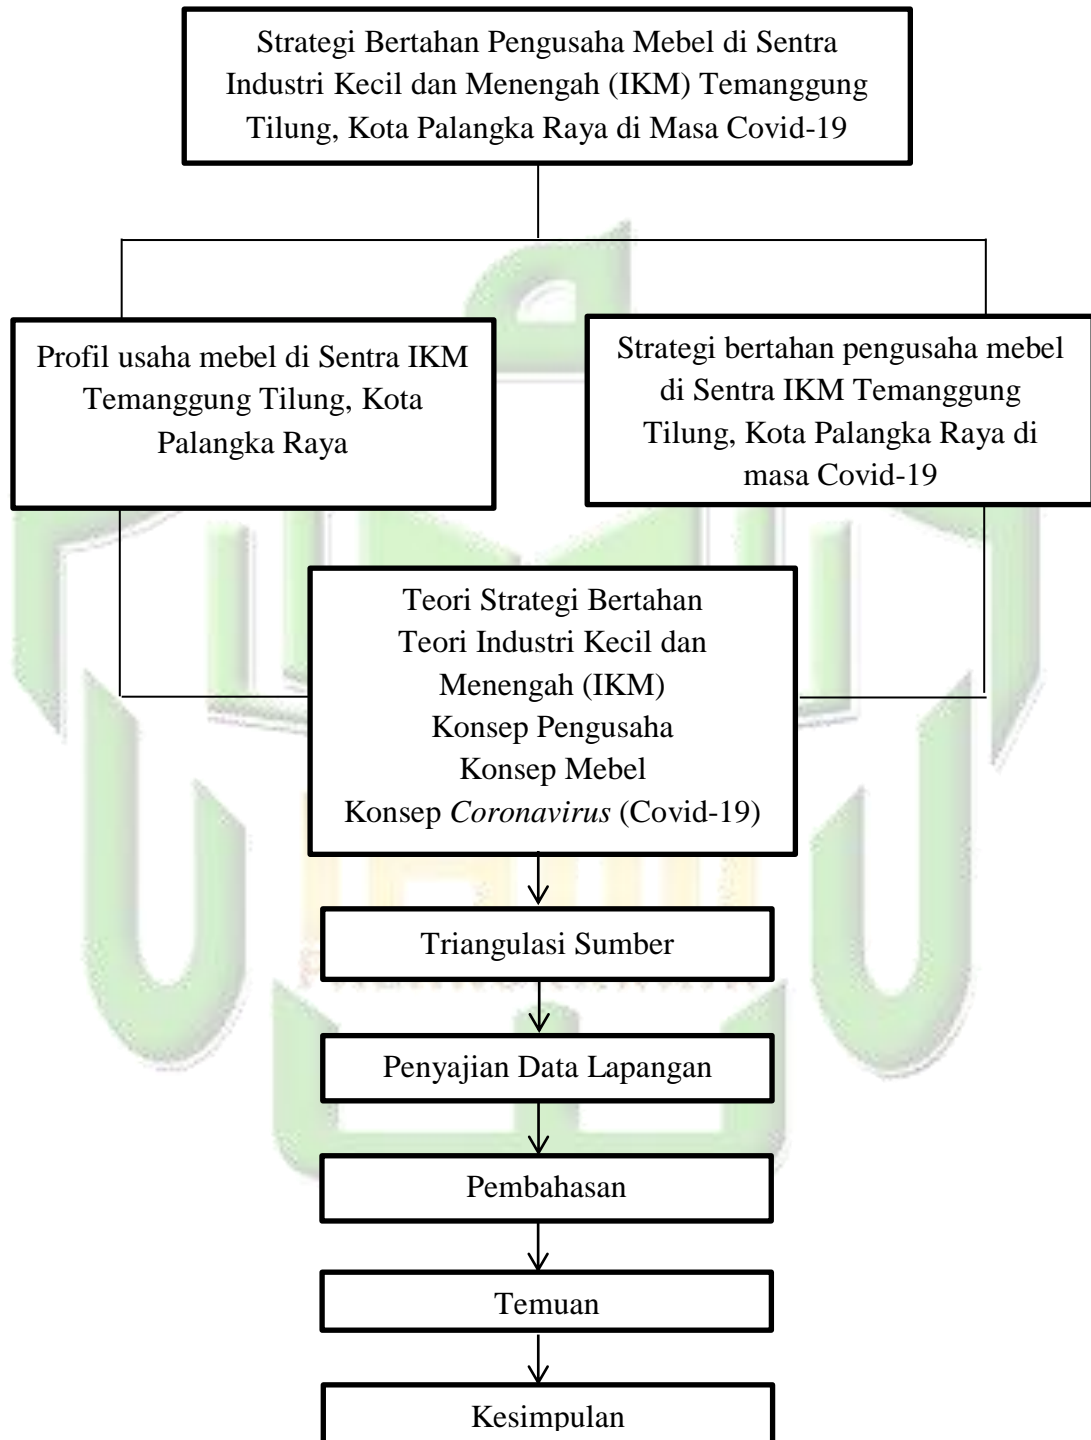 Strategi Bertahan Pengusaha Mebel di Sentra
Industri Kecil dan Menengah (IKM) Temanggung
Tilung, Kota Palangka Raya di Masa Covid-19
Profil usaha mebel di Sentra IKM
Temanggung Tilung, Kota
Palangka Raya
Strategi bertahan pengusaha mebel
di Sentra IKM Temanggung
Tilung, Kota Palangka Raya di
masa Covid-19
Teori Strategi Bertahan
Teori Industri Kecil dan
Menengah (IKM)
Konsep Pengusaha
Konsep Mebel
Konsep Coronavirus (Covid-19)
Triangulasi Sumber
Penyajian Data Lapangan
Pembahasan
Temuan
Kesimpulan